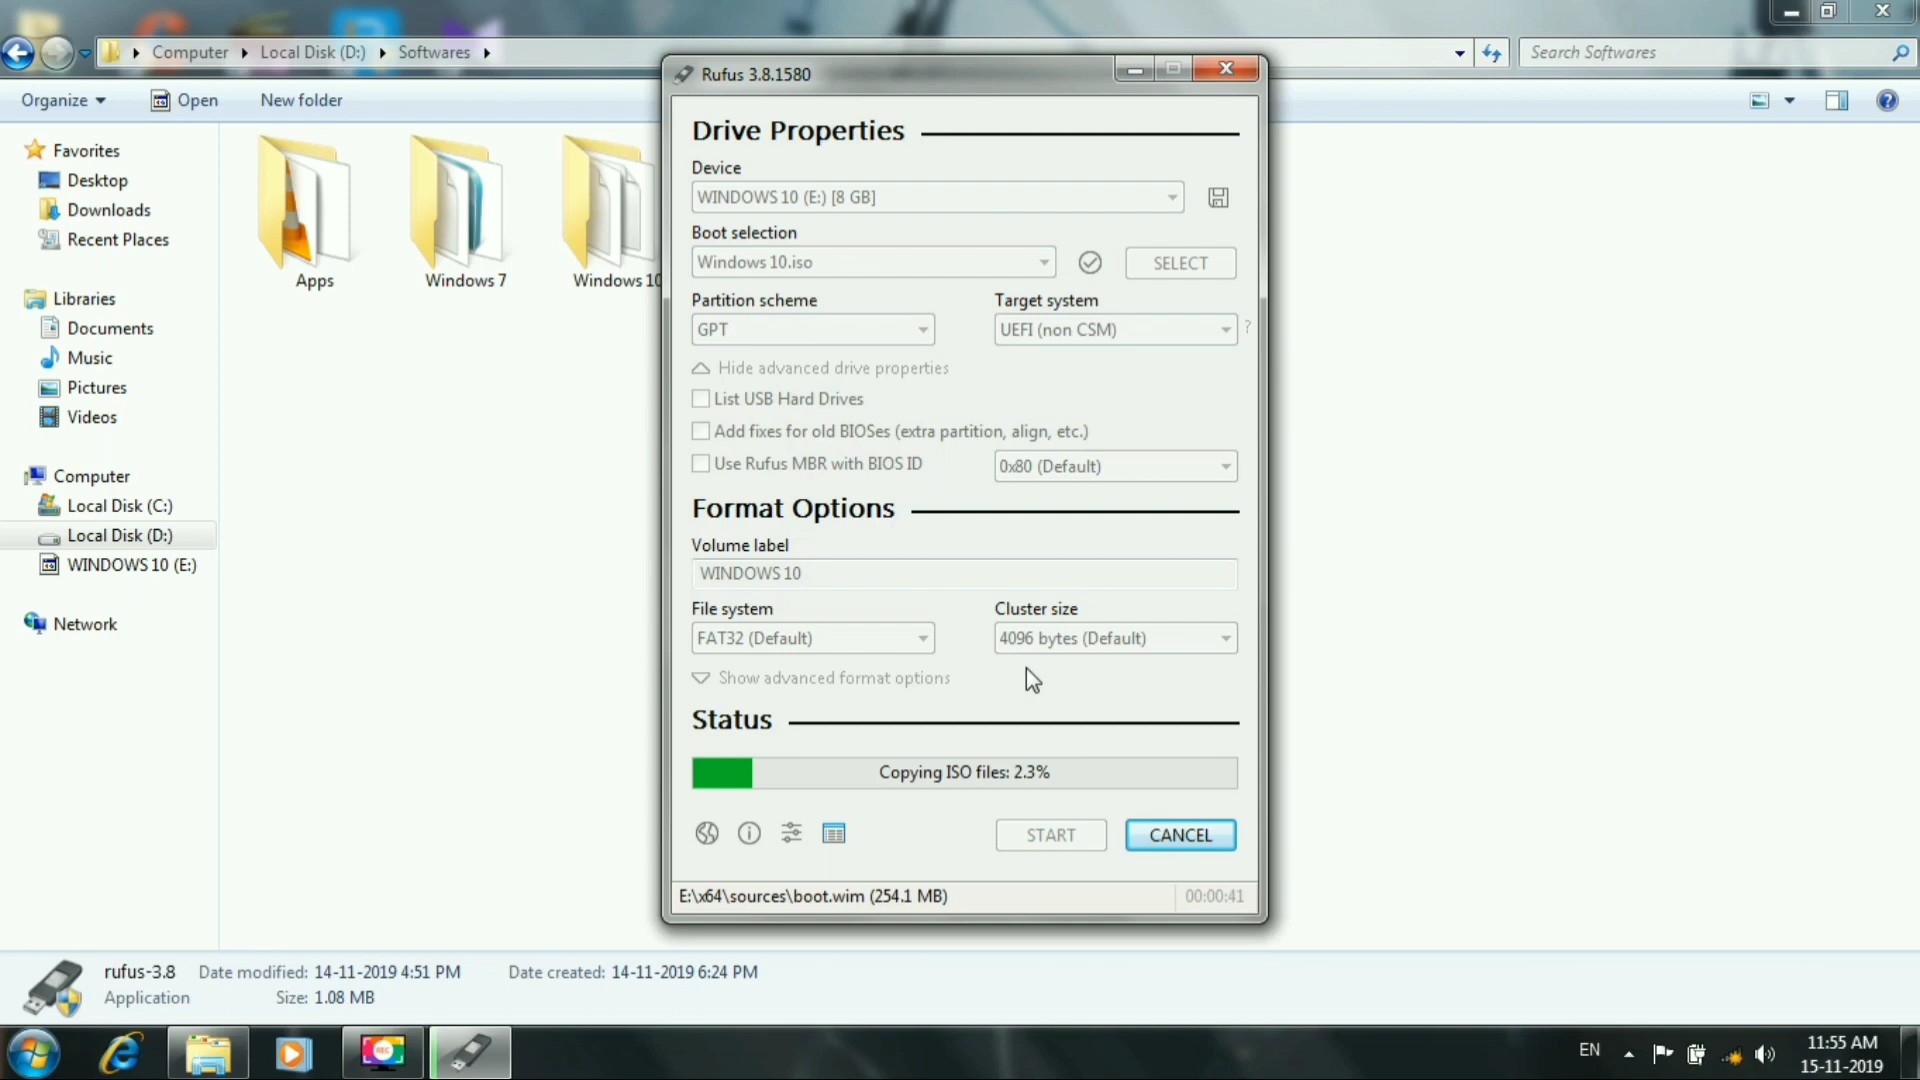 Computer
Local Disk (D:)
Softwares
Search Softwares
Organize
Open
New folder
Favorites
Desktop
Downloads
Recent Places
Libraries
Documents
Music
Pictures
Videos
Computer
Local Disk (C:)
Local Disk (D:)
WINDOWS 10 (E:)
Network
Apps
Windows 7
Windows 10
Rufus 3.8.1580
Drive Properties
Device
WINDOWS 10 (E:) [8 GB]
Boot selection
Windows 10.iso
SELECT
Partition scheme
Target system
GPT
UEFI (non CSM)
?
Hide advanced drive properties
List USB Hard Drives
Add fixes for old BIOSes (extra partition, align, etc.)
Use Rufus MBR with BIOS ID
0x80 (Default)
Format Options
Volume label
WINDOWS 10
File system
Cluster size
FAT32 (Default)
4096 bytes (Default)
Show advanced format options
Status
Copying ISO files: 2.3%
START
CANCEL
E:\x64\sources\boot.wim (254.1 MB)
00:00:41
rufus-3.8
Date modified: 14-11-2019 4:51 PM
Date created: 14-11-2019 6:24 PM
Application
Size: 1.08 MB
REC
EN
11:55 AM
15-11-2019